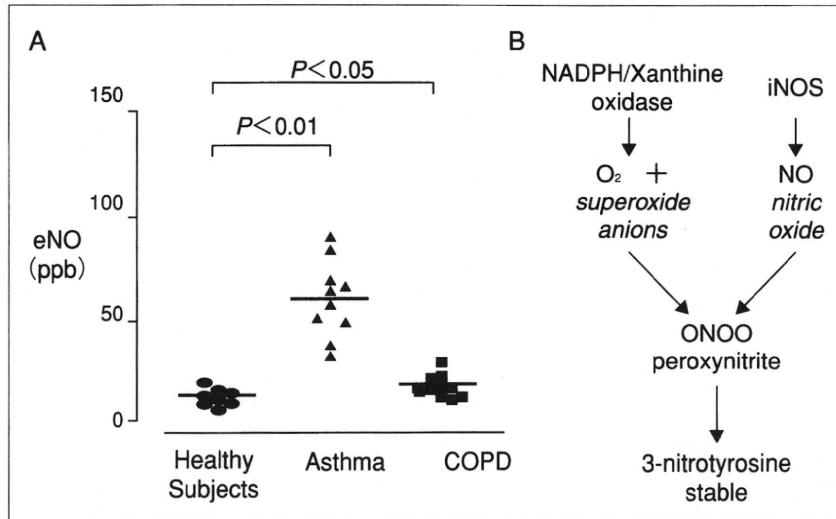 A
P<0.05
P<0.01
150
100
50
0
eNO
(ppb)
Healthy
Subjects
Asthma
COPD
B
NADPH/Xanthine
oxidase
iNOS
O₂ +
superoxide
anions
NO
nitric
oxide
ONOO
peroxynitrite
3-nitrotyrosine
stable